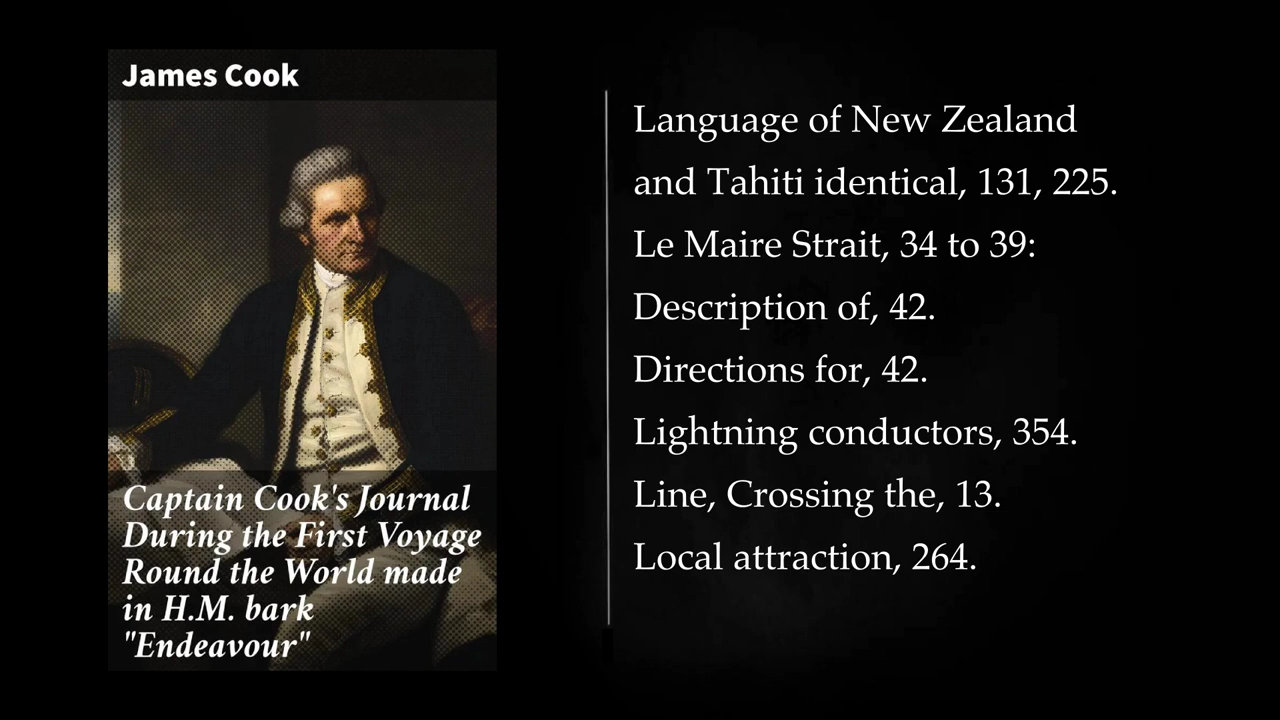 James Cook
Captain Cook's Journal
During the First Voyage
Round the World made
in H.M. bark
"Endeavour"
Language of New Zealand
and Tahiti identical, 131, 225.
Le Maire Strait, 34 to 39:
Description of, 42.
Directions for, 42.
Lightning conductors, 354.
Line, Crossing the, 13.
Local attraction, 264.